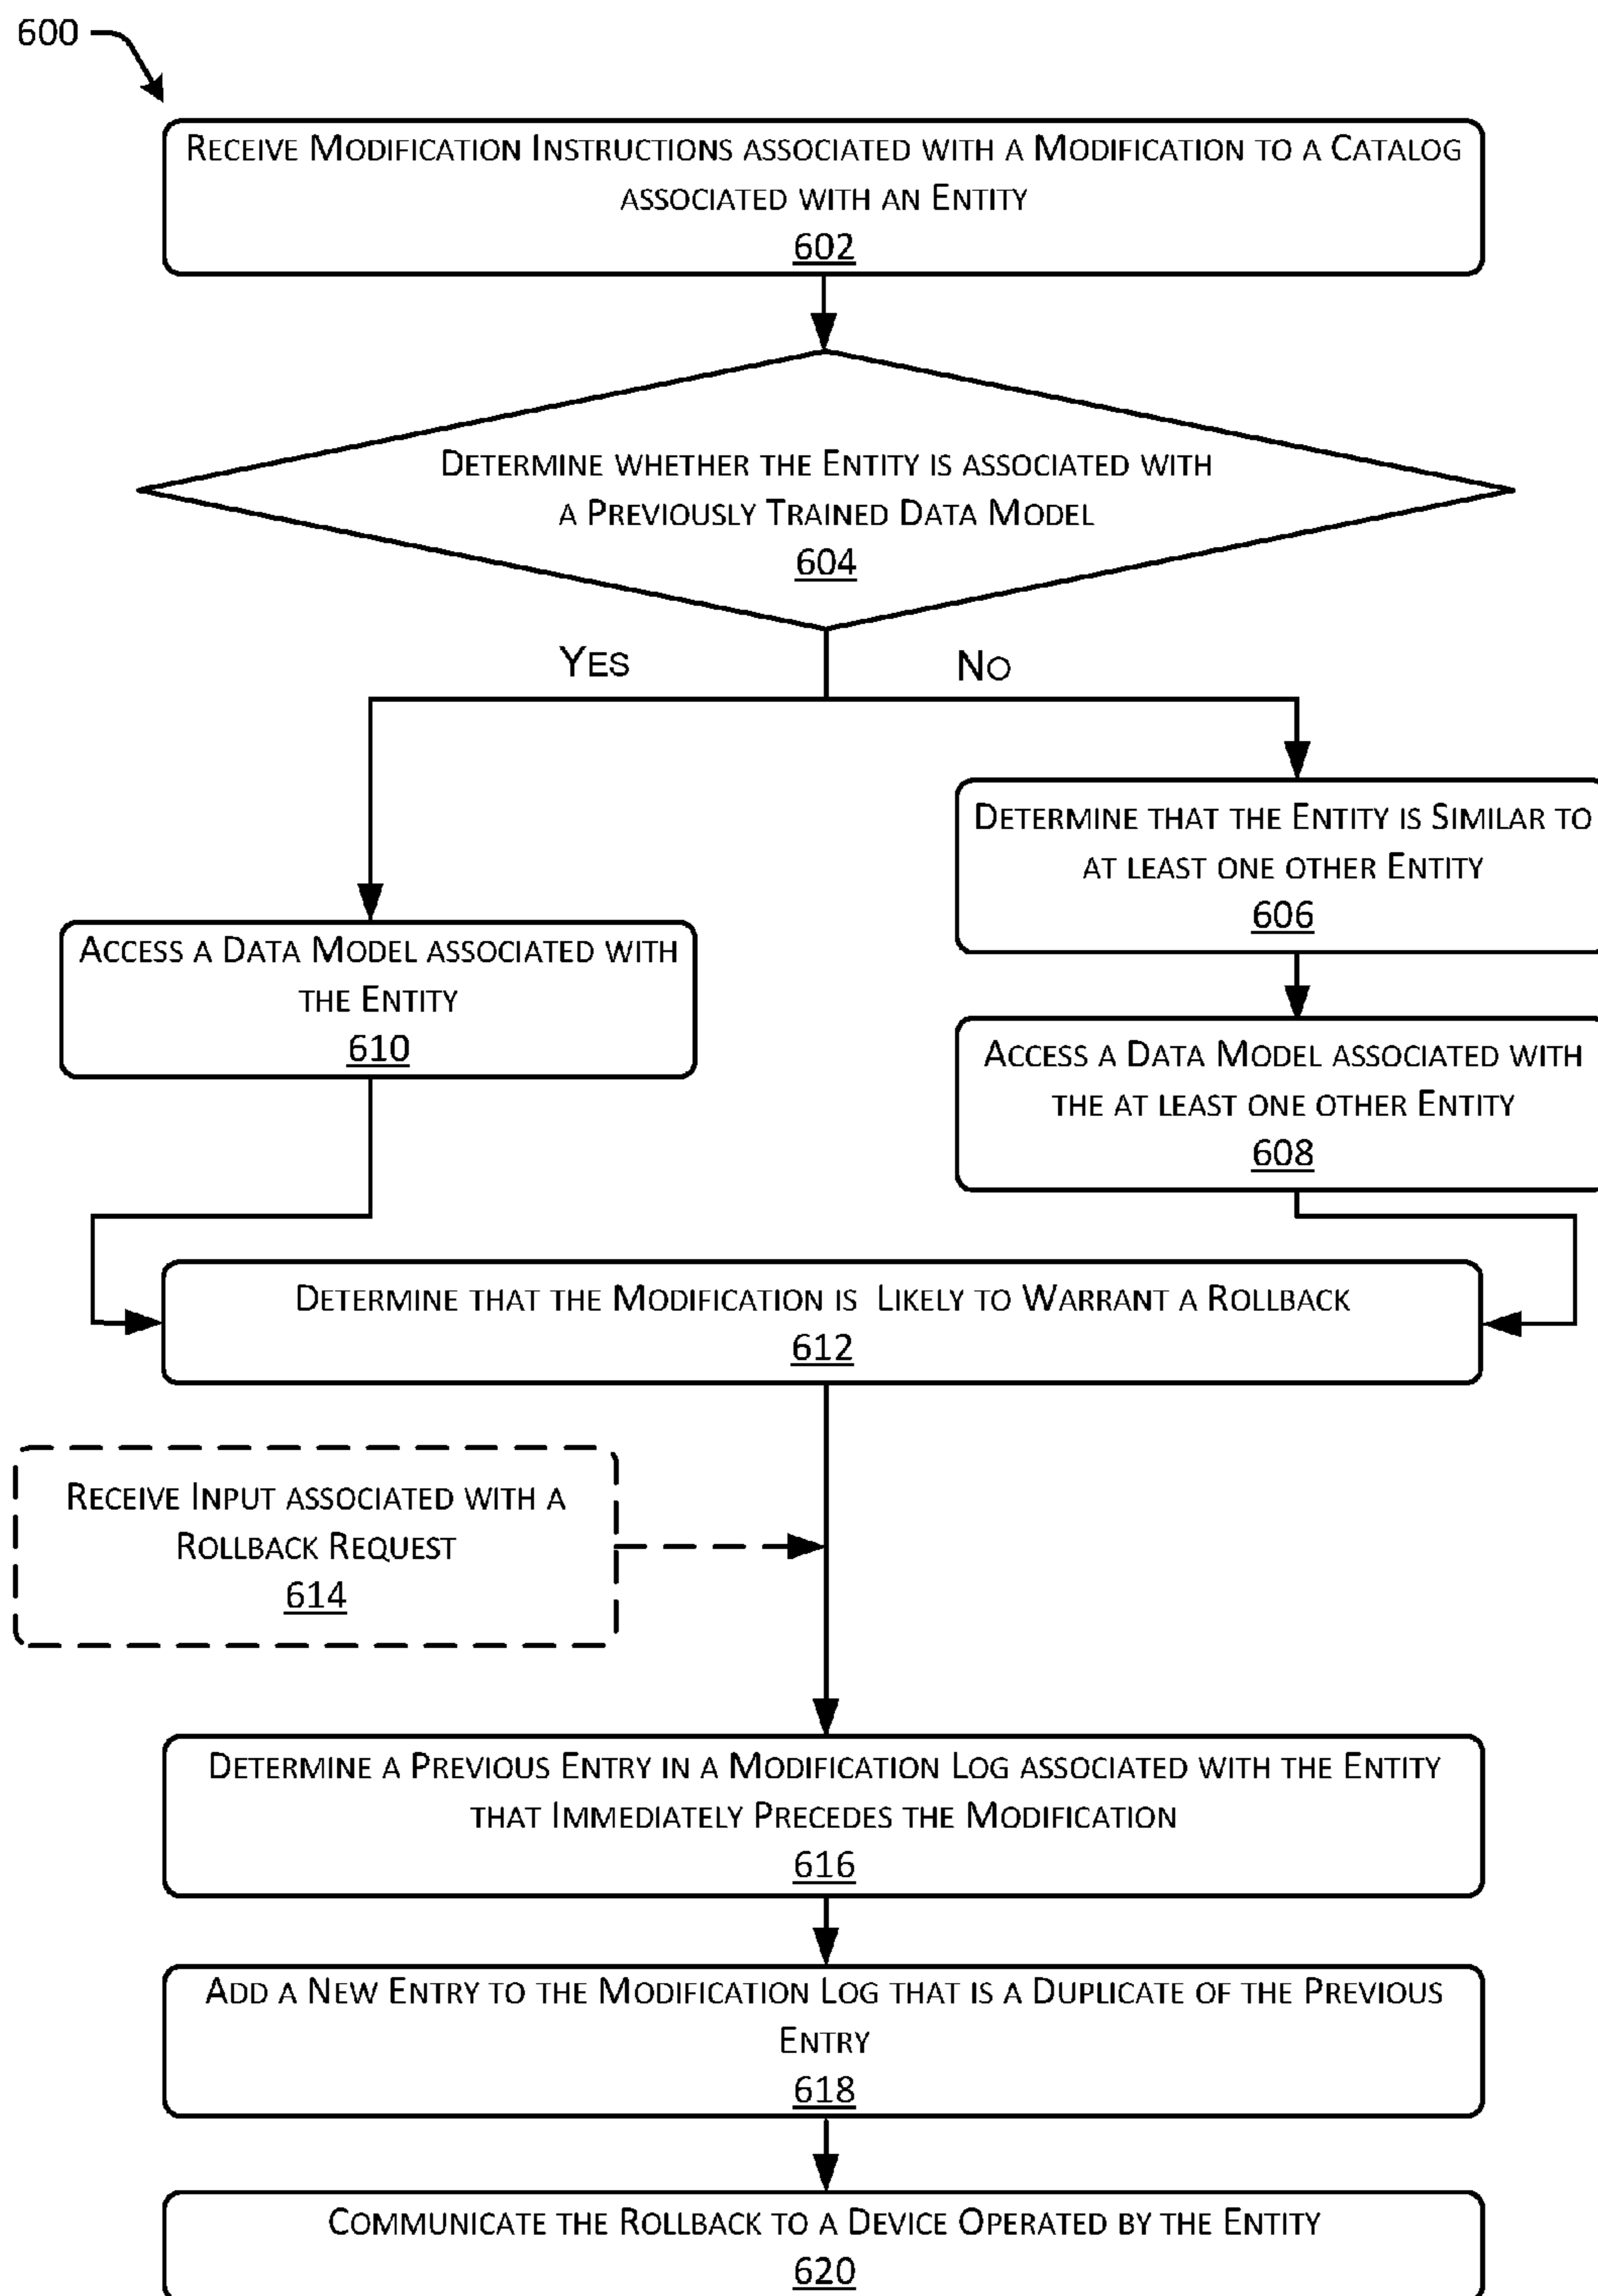 600
Receive Modification Instructions associated with a Modification to a Catalog
associated with an Entity
602
Determine whether the Entity is associated with
a Previously Trained Data Model
604
Yes
No
Determine that the Entity is Similar to
at least one other Entity
606
Access a Data Model associated with
the Entity
610
Access a Data Model associated with
the at least one other Entity
608
Determine that the Modification is Likely to Warrant a Rollback
612
Receive Input associated with a
Rollback Request
614
Determine a Previous Entry in a Modification Log associated with the Entity
that Immediately Precedes the Modification
616
Add a New Entry to the Modification Log that is a Duplicate of the Previous
Entry
618
Communicate the Rollback to a Device Operated by the Entity
620